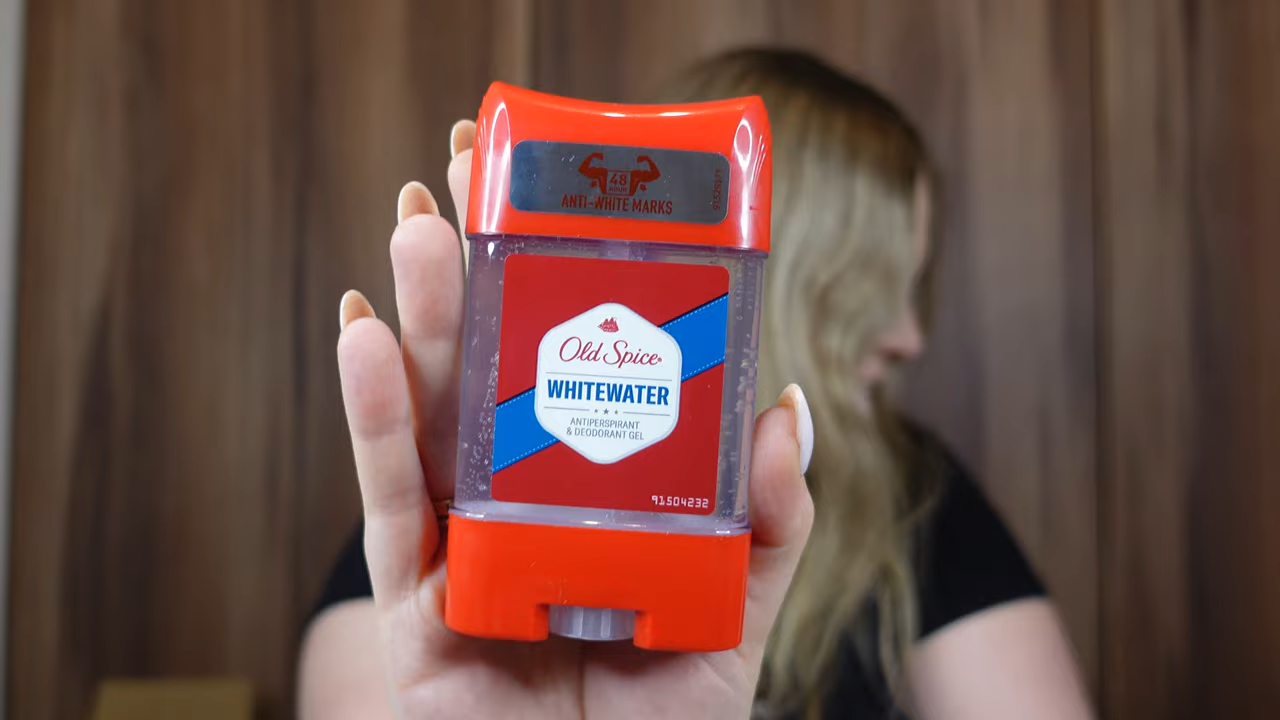 48
ANTI-WHITE MARKS
Old Spice
WHITEWATER
ANTIPERSPIRANT
& DEODORANT GEL
91504232